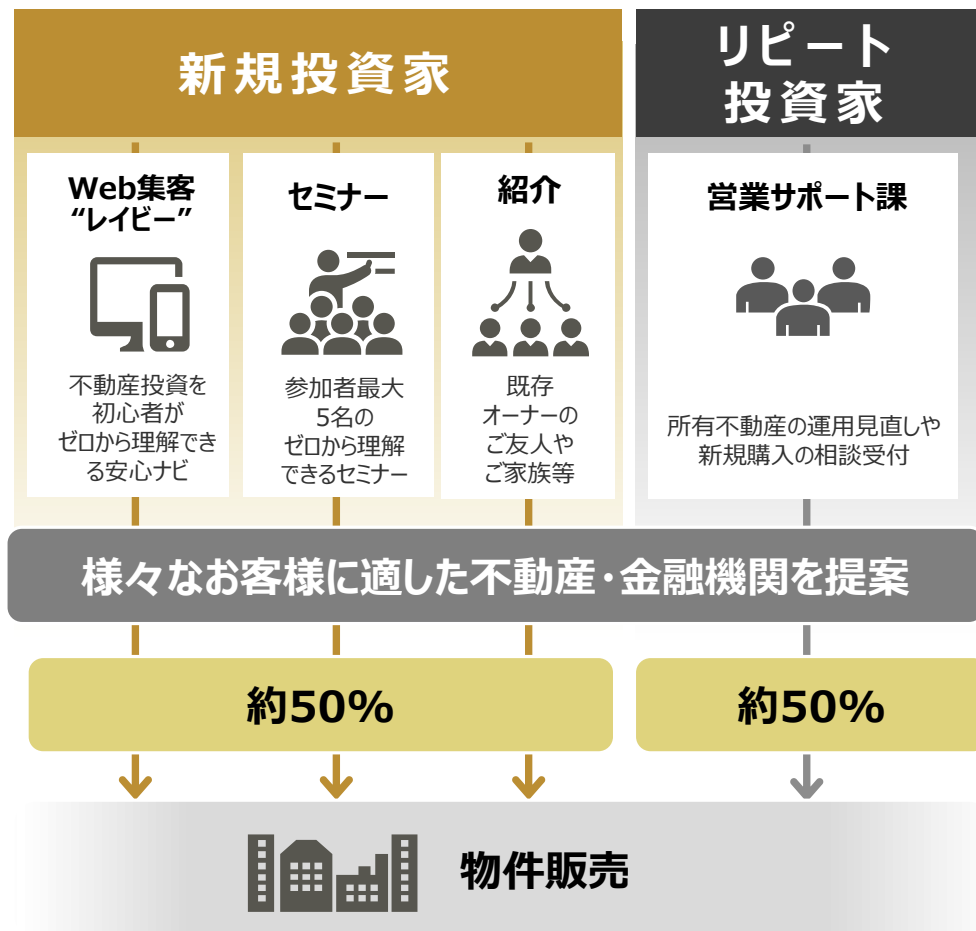 新規投資家
リピート
投資家
Web集客
“レイビー”
不動産投資を
初心者が
ゼロから理解でき
る安心ナビ
セミナー
参加者最大
5名の
ゼロから理解
できるセミナー
紹介
既存
オーナーの
ご友人や
ご家族等
営業サポート課
所有不動産の運用見直しや
新規購入の相談受付
様々なお客様に適した不動産・金融機関を提案
約50%
約50%
物件販売